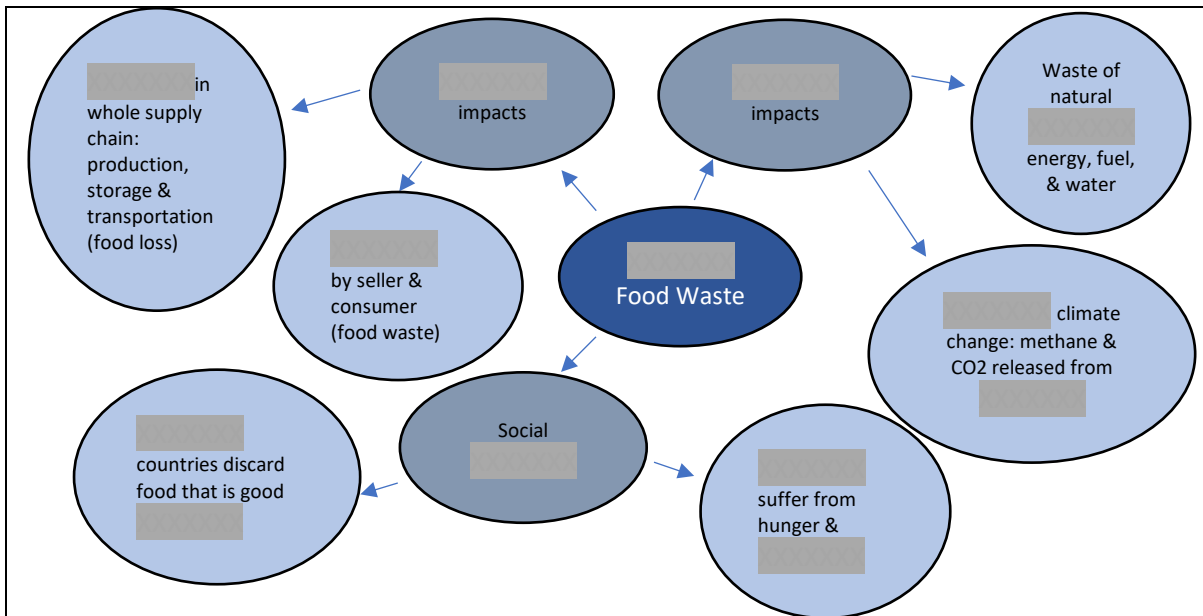 in
whole supply
chain:
production,
storage &
transportation
(food loss)
impacts
impacts
Waste of
natural
energy, fuel,
& water
by seller &
consumer
(food waste)
Food Waste
climate
change: methane &
CO2 released from
Social
countries discard
food that is good
suffer from
hunger &